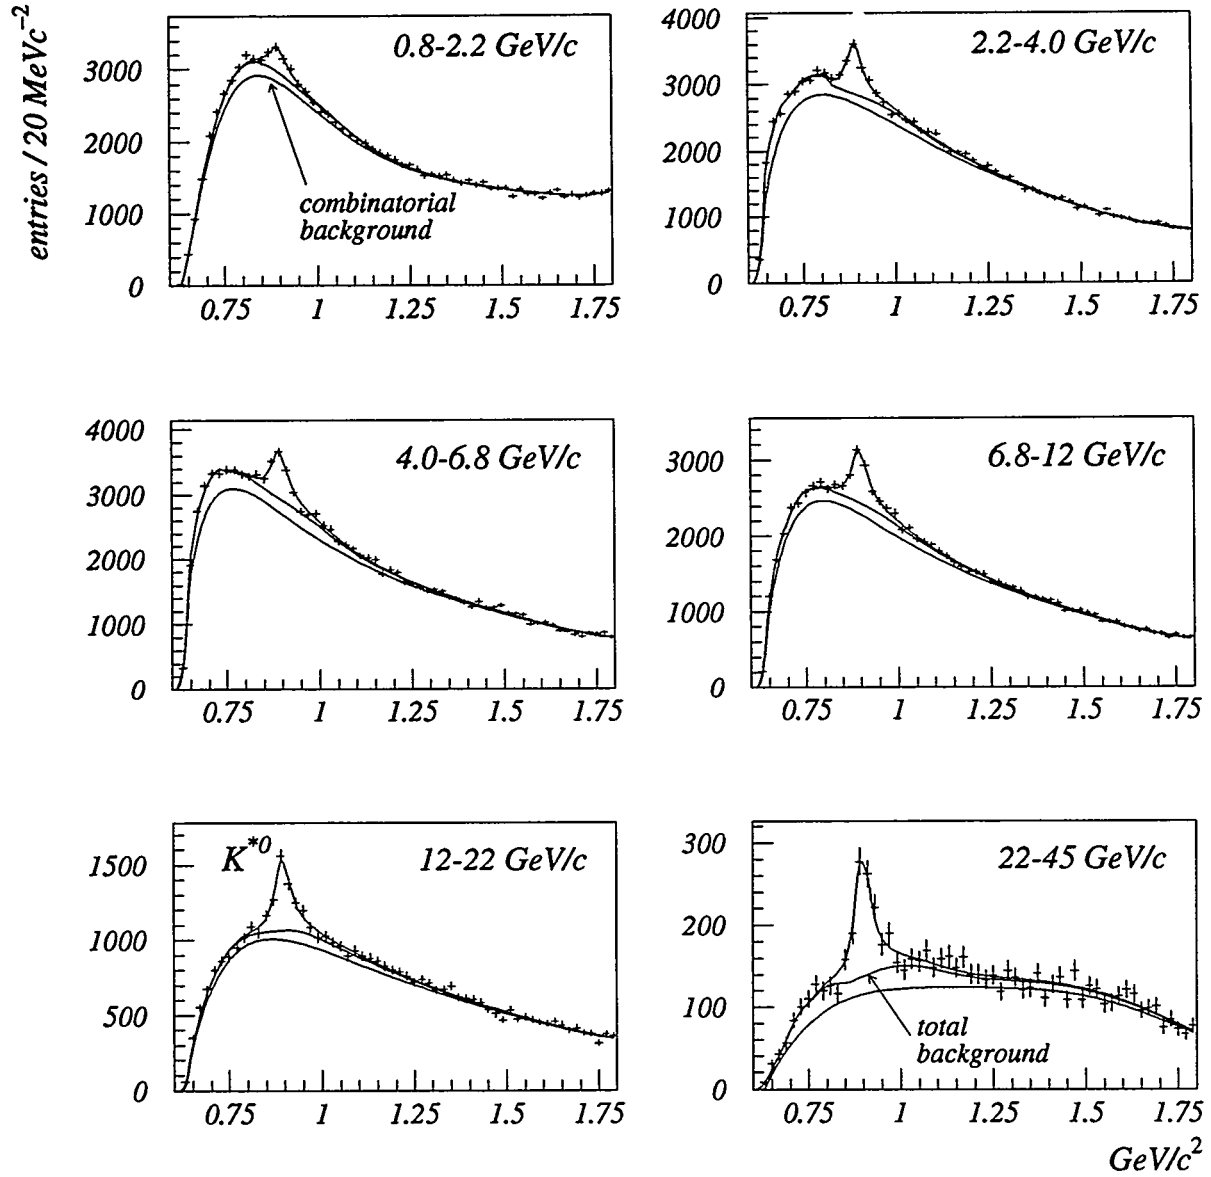 entries / 20 MeVc⁻²
0.8-2.2 GeV/c
3000
2000
1000
0
combinatorial
background
0.75 1 1.25 1.5 1.75
2.2-4.0 GeV/c
4000
3000
2000
1000
0
0.75 1 1.25 1.5 1.75
4.0-6.8 GeV/c
4000
3000
2000
1000
0
0.75 1 1.25 1.5 1.75
6.8-12 GeV/c
3000
2000
1000
0
0.75 1 1.25 1.5 1.75
K*0
12-22 GeV/c
1500
1000
500
0
0.75 1 1.25 1.5 1.75
22-45 GeV/c
300
200
100
0
total
background
0.75 1 1.25 1.5 1.75
GeV/c²